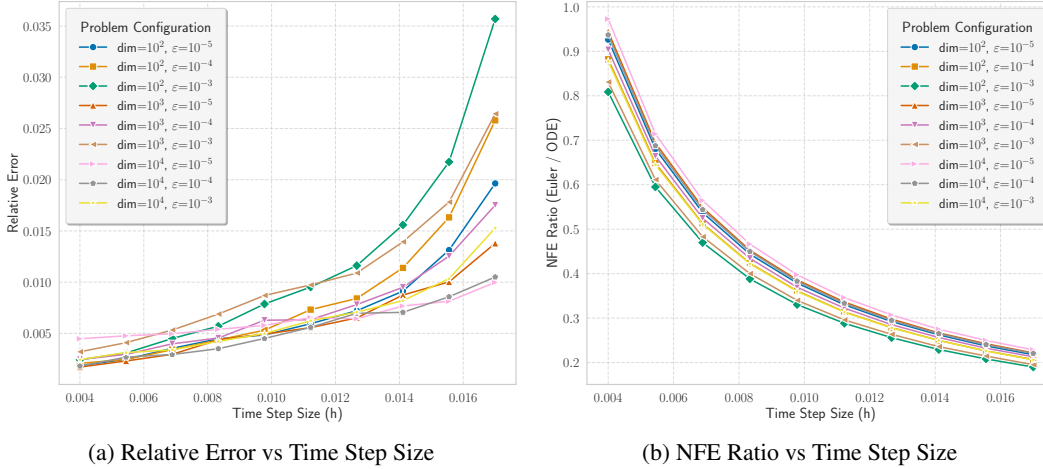 0.035
0.030
0.025
0.020
0.015
0.010
0.005
Relative Error
Problem Configuration
dim=10², ε=10⁻⁵
dim=10², ε=10⁻⁴
dim=10², ε=10⁻³
dim=10³, ε=10⁻⁵
dim=10³, ε=10⁻⁴
dim=10³, ε=10⁻³
dim=10⁴, ε=10⁻⁵
dim=10⁴, ε=10⁻⁴
dim=10⁴, ε=10⁻³
0.004 0.006 0.008 0.010 0.012 0.014 0.016
Time Step Size (h)
(a) Relative Error vs Time Step Size
1.0
0.9
0.8
0.7
0.6
0.5
0.4
0.3
0.2
NFE Ratio (Euler / ODE)
Problem Configuration
dim=10², ε=10⁻⁵
dim=10², ε=10⁻⁴
dim=10², ε=10⁻³
dim=10³, ε=10⁻⁵
dim=10³, ε=10⁻⁴
dim=10³, ε=10⁻³
dim=10⁴, ε=10⁻⁵
dim=10⁴, ε=10⁻⁴
dim=10⁴, ε=10⁻³
0.004 0.006 0.008 0.010 0.012 0.014 0.016
Time Step Size (h)
(b) NFE Ratio vs Time Step Size